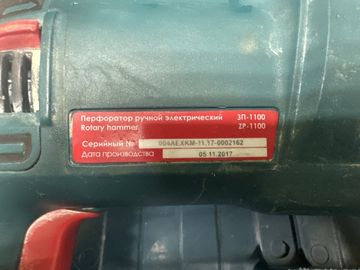 Перфоратор ручной электрический ЗП-1100
Rotary hammer ZP-1100
Серийный № 004AEXKM-11.17-0002162
Дата производства 05.11.2017